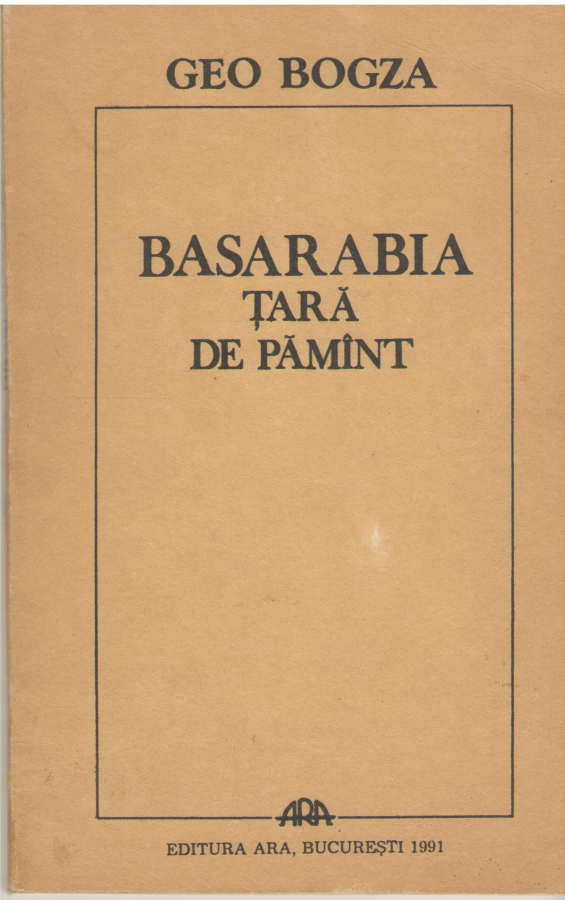 GEO BOGZA
BASARABIA
ȚARĂ
DE PĂMÎNT
ARA
EDITURA ARA, BUCUREȘTI 1991